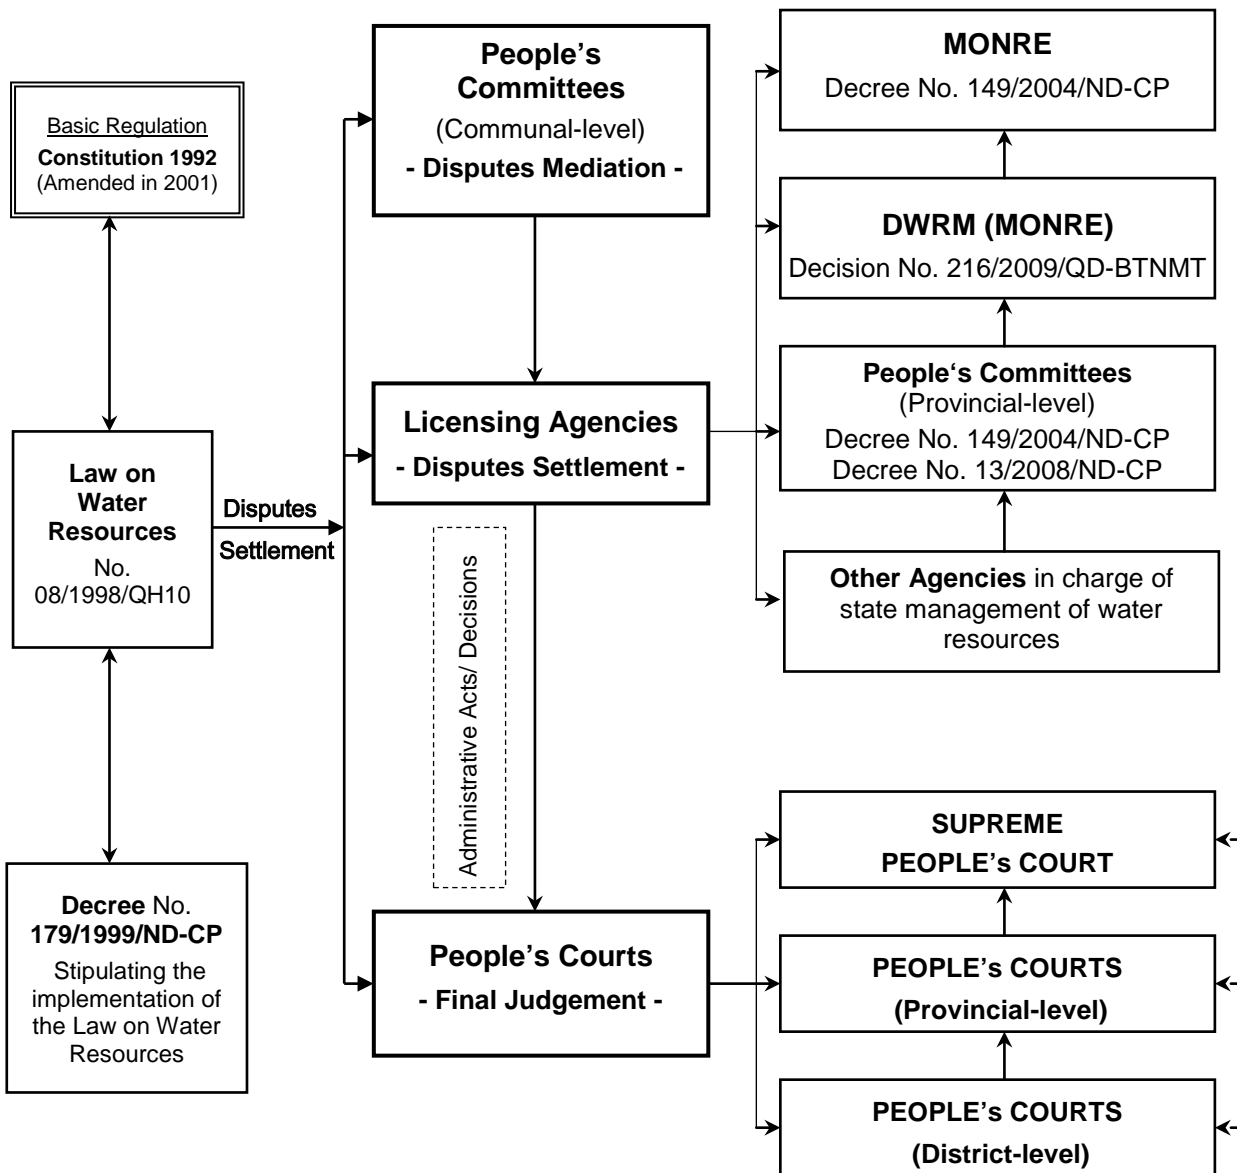 Basic Regulation
Constitution 1992
(Amended in 2001)
Law on
Water
Resources
No.
08/1998/QH10
Decree No.
179/1999/ND-CP
Stipulating the
implementation of
the Law on Water
Resources
Disputes
Settlement
People’s
Committees
(Communal-level)
- Disputes Mediation -
Licensing Agencies
- Disputes Settlement -
Administrative Acts/ Decisions
People’s Courts
- Final Judgement -
MONRE
Decree No. 149/2004/ND-CP
DWRM (MONRE)
Decision No. 216/2009/QD-BTNMT
People‘s Committees
(Provincial-level)
Decree No. 149/2004/ND-CP
Decree No. 13/2008/ND-CP
Other Agencies in charge of
state management of water
resources
SUPREME
PEOPLE’s COURT
PEOPLE’s COURTS
(Provincial-level)
PEOPLE’s COURTS
(District-level)